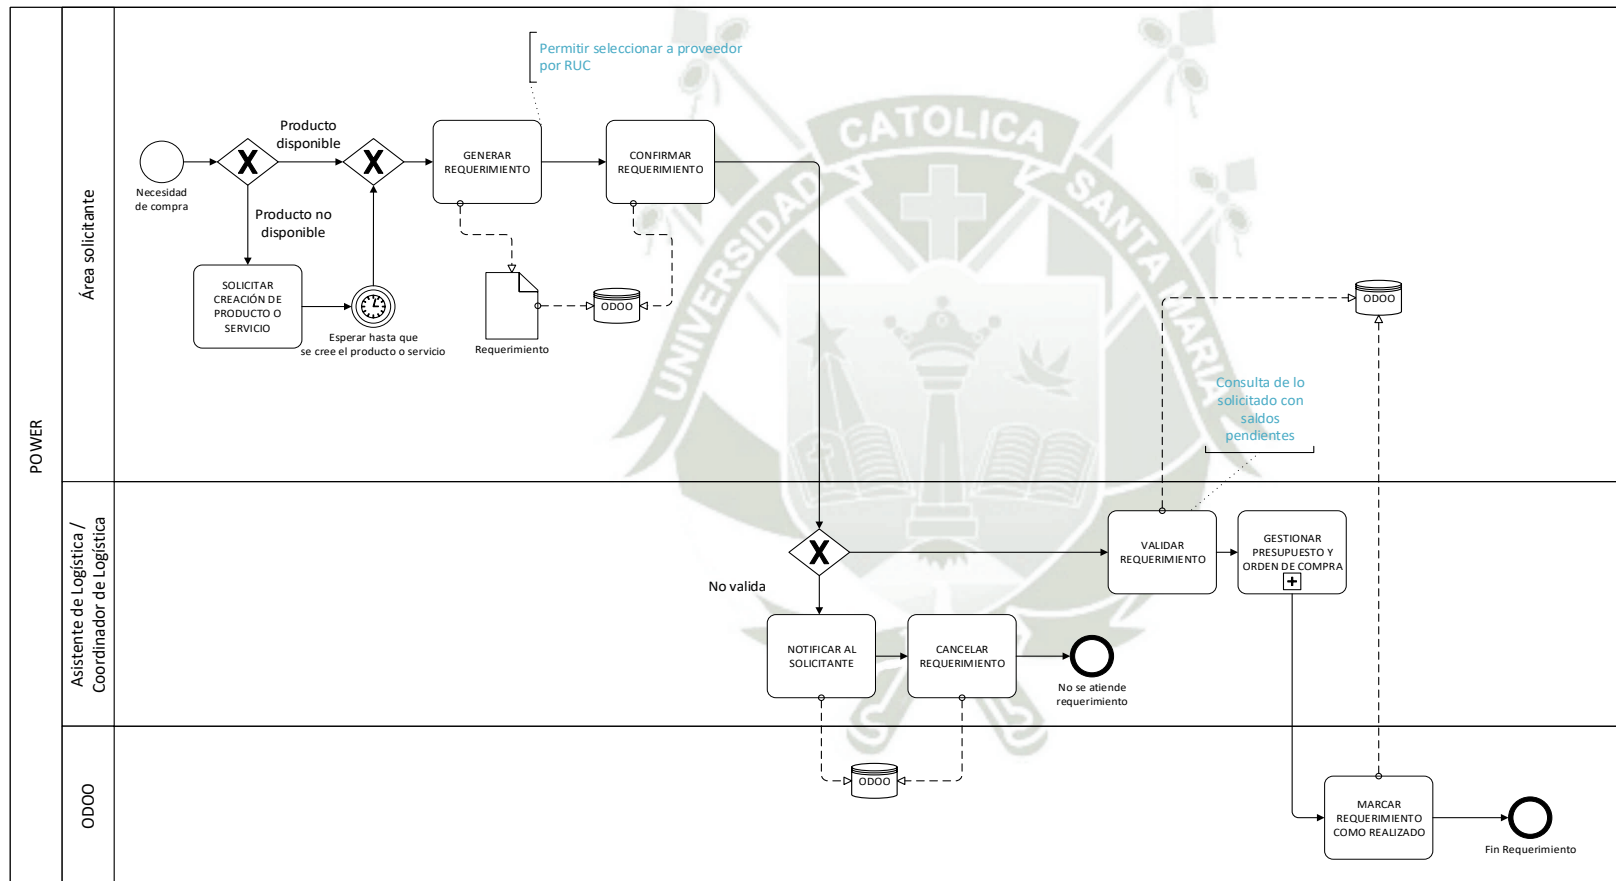 POWER
Área solicitante
Permitir seleccionar a proveedor
por RUC
Producto
disponible
X
X
GENERAR
REQUERIMIENTO
CONFIRMAR
REQUERIMIENTO
Necesidad
de compra
Producto no
disponible
SOLICITAR
CREACIÓN DE
PRODUCTO O
SERVICIO
Esperar hasta que
se cree el producto o servicio
Requerimiento
ODOO
ODOO
Consulta de lo
solicitado con
saldos
pendientes
UNIVERSIDAD CATOLICA SANTA MARIA
Asistente de Logística /
Coordinador de Logística
X
No valida
VALIDAR
REQUERIMIENTO
GESTIONAR
PRESUPUESTO Y
ORDEN DE COMPRA
NOTIFICAR AL
SOLICITANTE
CANCELAR
REQUERIMIENTO
No se atiende
requerimiento
ODOO
ODOO
MARCAR
REQUERIMIENTO
COMO REALIZADO
Fin Requerimiento